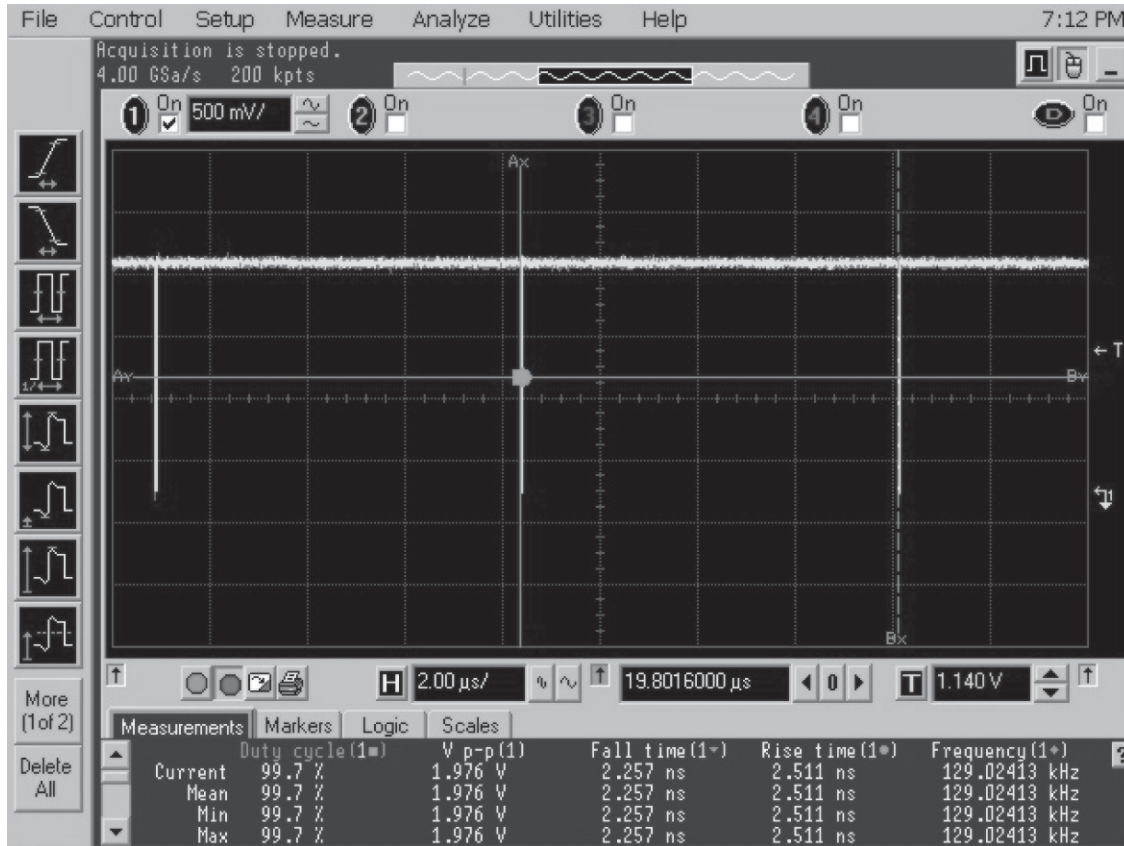 File Control Setup Measure Analyze Utilities Help 7:12 PM
Acquisition is stopped.
4.00 GSa/s 200 kpts
1 On 500 mV/ 2 On 3 On 4 On D On
Ax
T
Ay By
1
Bx
H 2.00 µs/ 19.8016000 µs 0 T 1.140 V
More
(1of 2)
Delete
All
Measurements Markers Logic Scales
Duty cycle(1■) V p-p(1) Fall time(1-) Rise time(1●) Frequency(1◆) ?
Current 99.7 % 1.976 V 2.257 ns 2.511 ns 129.02413 kHz
Mean 99.7 % 1.976 V 2.257 ns 2.511 ns 129.02413 kHz
Min 99.7 % 1.976 V 2.257 ns 2.511 ns 129.02413 kHz
Max 99.7 % 1.976 V 2.257 ns 2.511 ns 129.02413 kHz